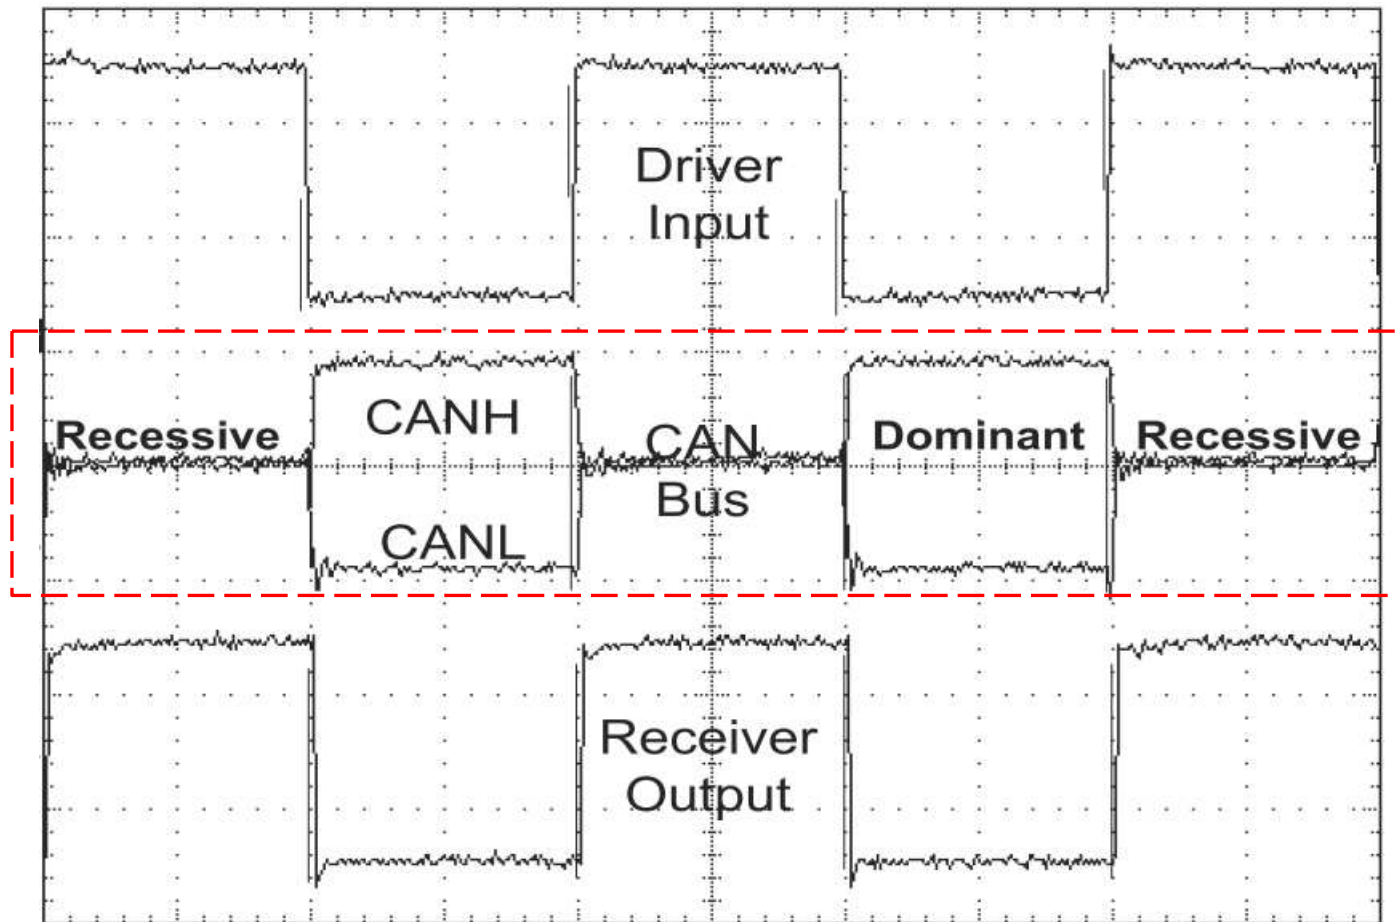 Driver
Input
Recessive
CANH
CAN
Bus
Dominant
Recessive
CANL
Receiver
Output